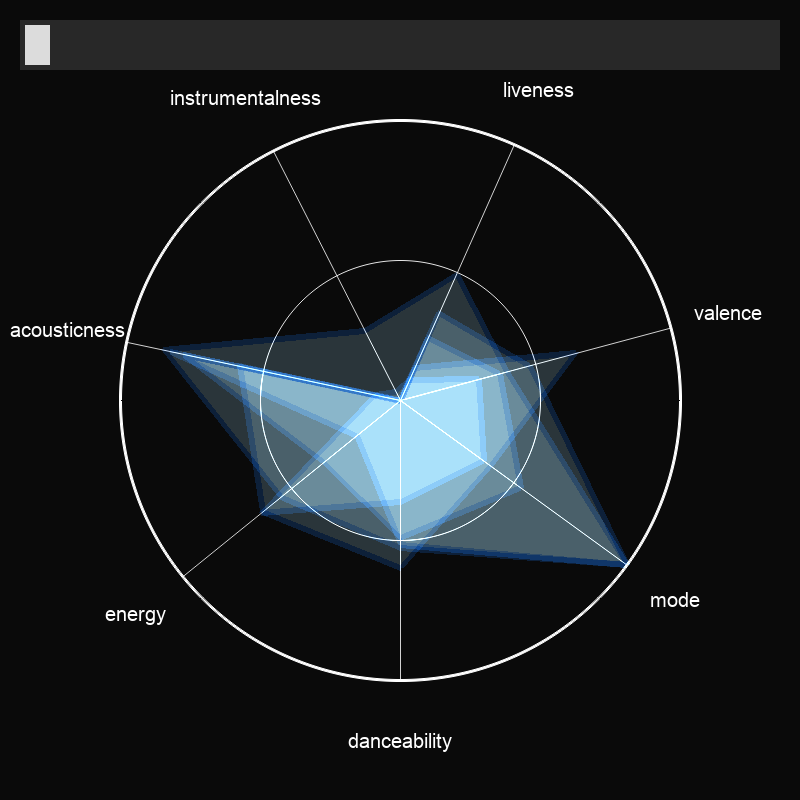 liveness
instrumentalness
valence
acousticness
mode
energy
danceability